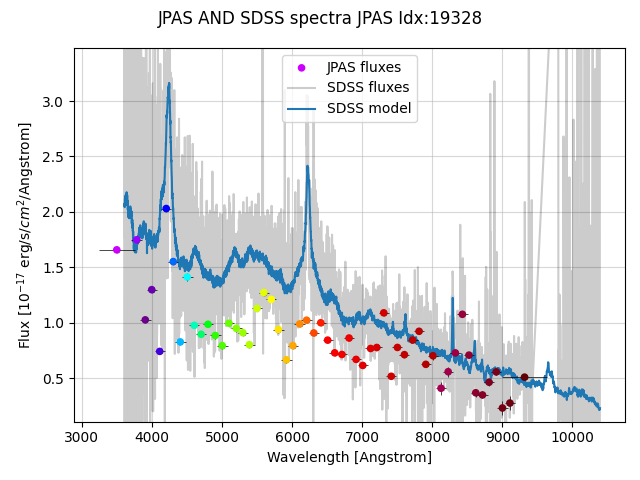 JPAS AND SDSS spectra JPAS Idx:19328
JPAS fluxes
SDSS fluxes
SDSS model
Flux [10⁻¹⁷ erg/s/cm²/Angstrom]
3.0
2.5
2.0
1.5
1.0
0.5
3000 4000 5000 6000 7000 8000 9000 10000
Wavelength [Angstrom]